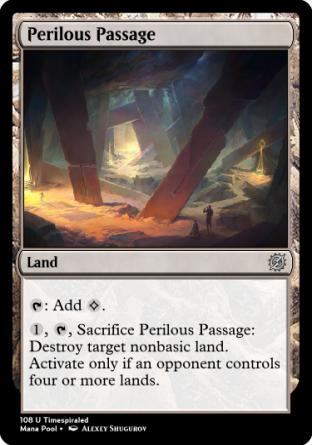 Perilous Passage
Land
: Add .
1, , Sacrifice Perilous Passage:
Destroy target nonbasic land.
Activate only if an opponent controls
four or more lands.
108 U Timespiraled
Mana Pool • Alexey Shugurov